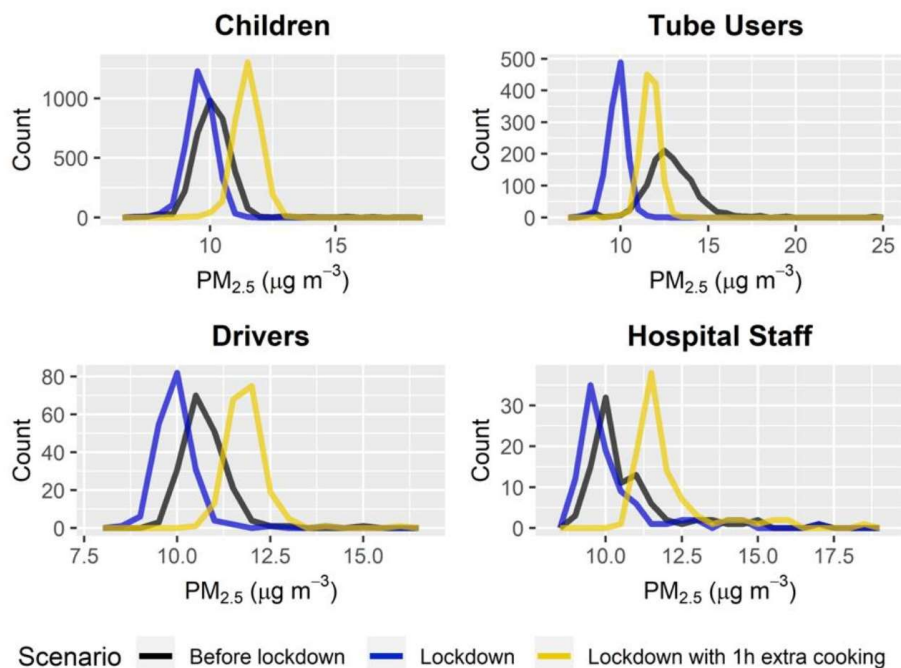 Children
Count
1000
500
0
10 15
PM2.5 (μg m−3)
Tube Users
Count
500
400
300
200
100
0
10 15 20 25
PM2.5 (μg m−3)
Drivers
Count
80
60
40
20
0
7.5 10.0 12.5 15.0
PM2.5 (μg m−3)
Hospital Staff
Count
30
20
10
0
10.0 12.5 15.0 17.5
PM2.5 (μg m−3)
Scenario Before lockdown Lockdown Lockdown with 1h extra cooking